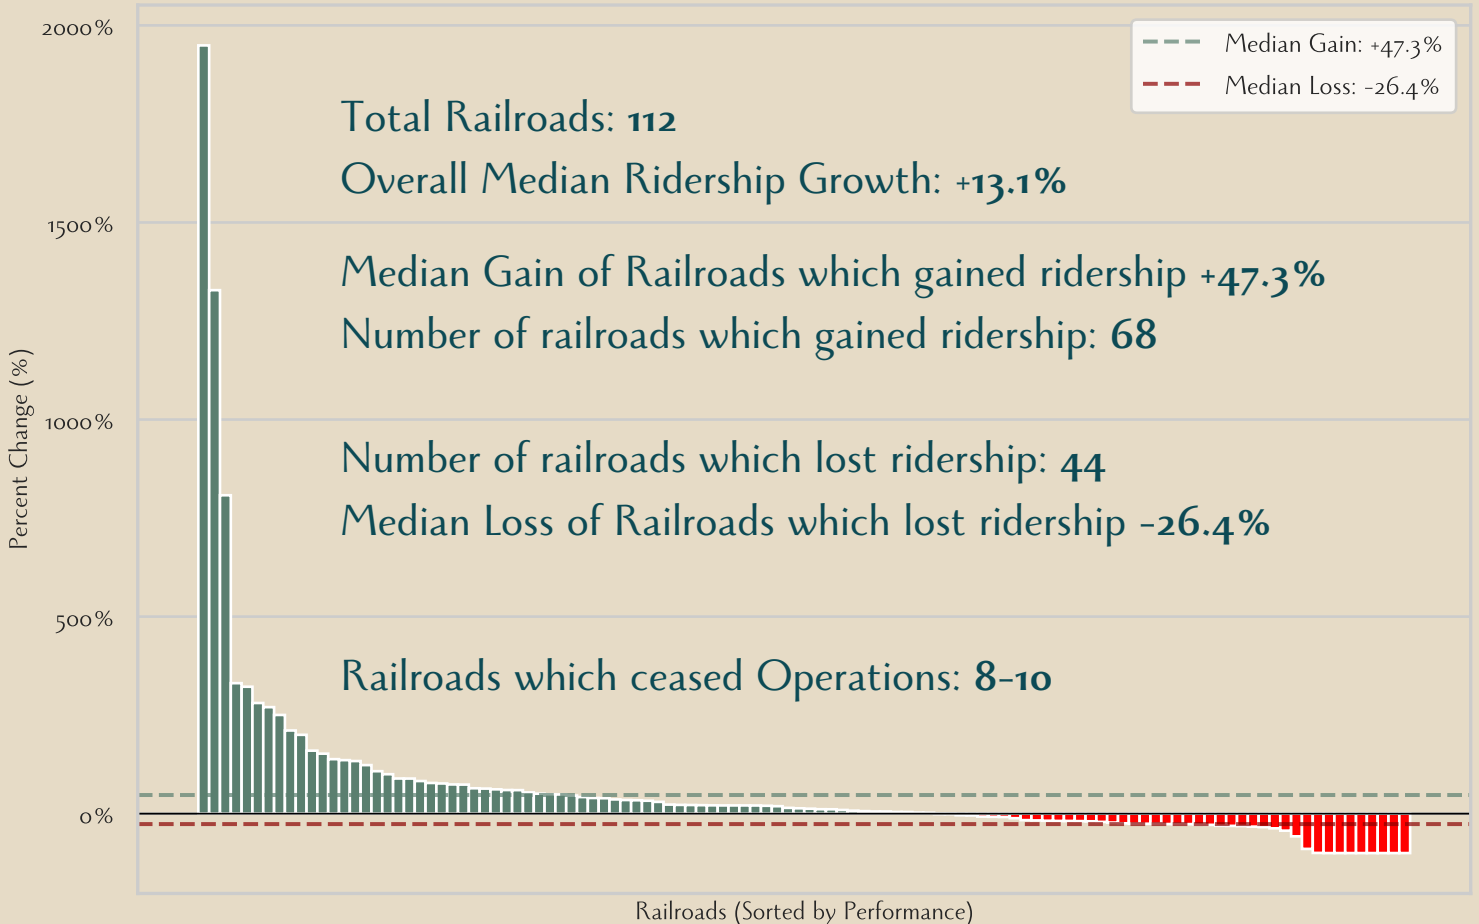 2000%
1500%
1000%
500%
0%
Percent Change (%)
Median Gain: +47.3%
Median Loss: -26.4%
Total Railroads: 112
Overall Median Ridership Growth: +13.1%
Median Gain of Railroads which gained ridership +47.3%
Number of railroads which gained ridership: 68
Number of railroads which lost ridership: 44
Median Loss of Railroads which lost ridership -26.4%
Railroads which ceased Operations: 8-10
Railroads (Sorted by Performance)